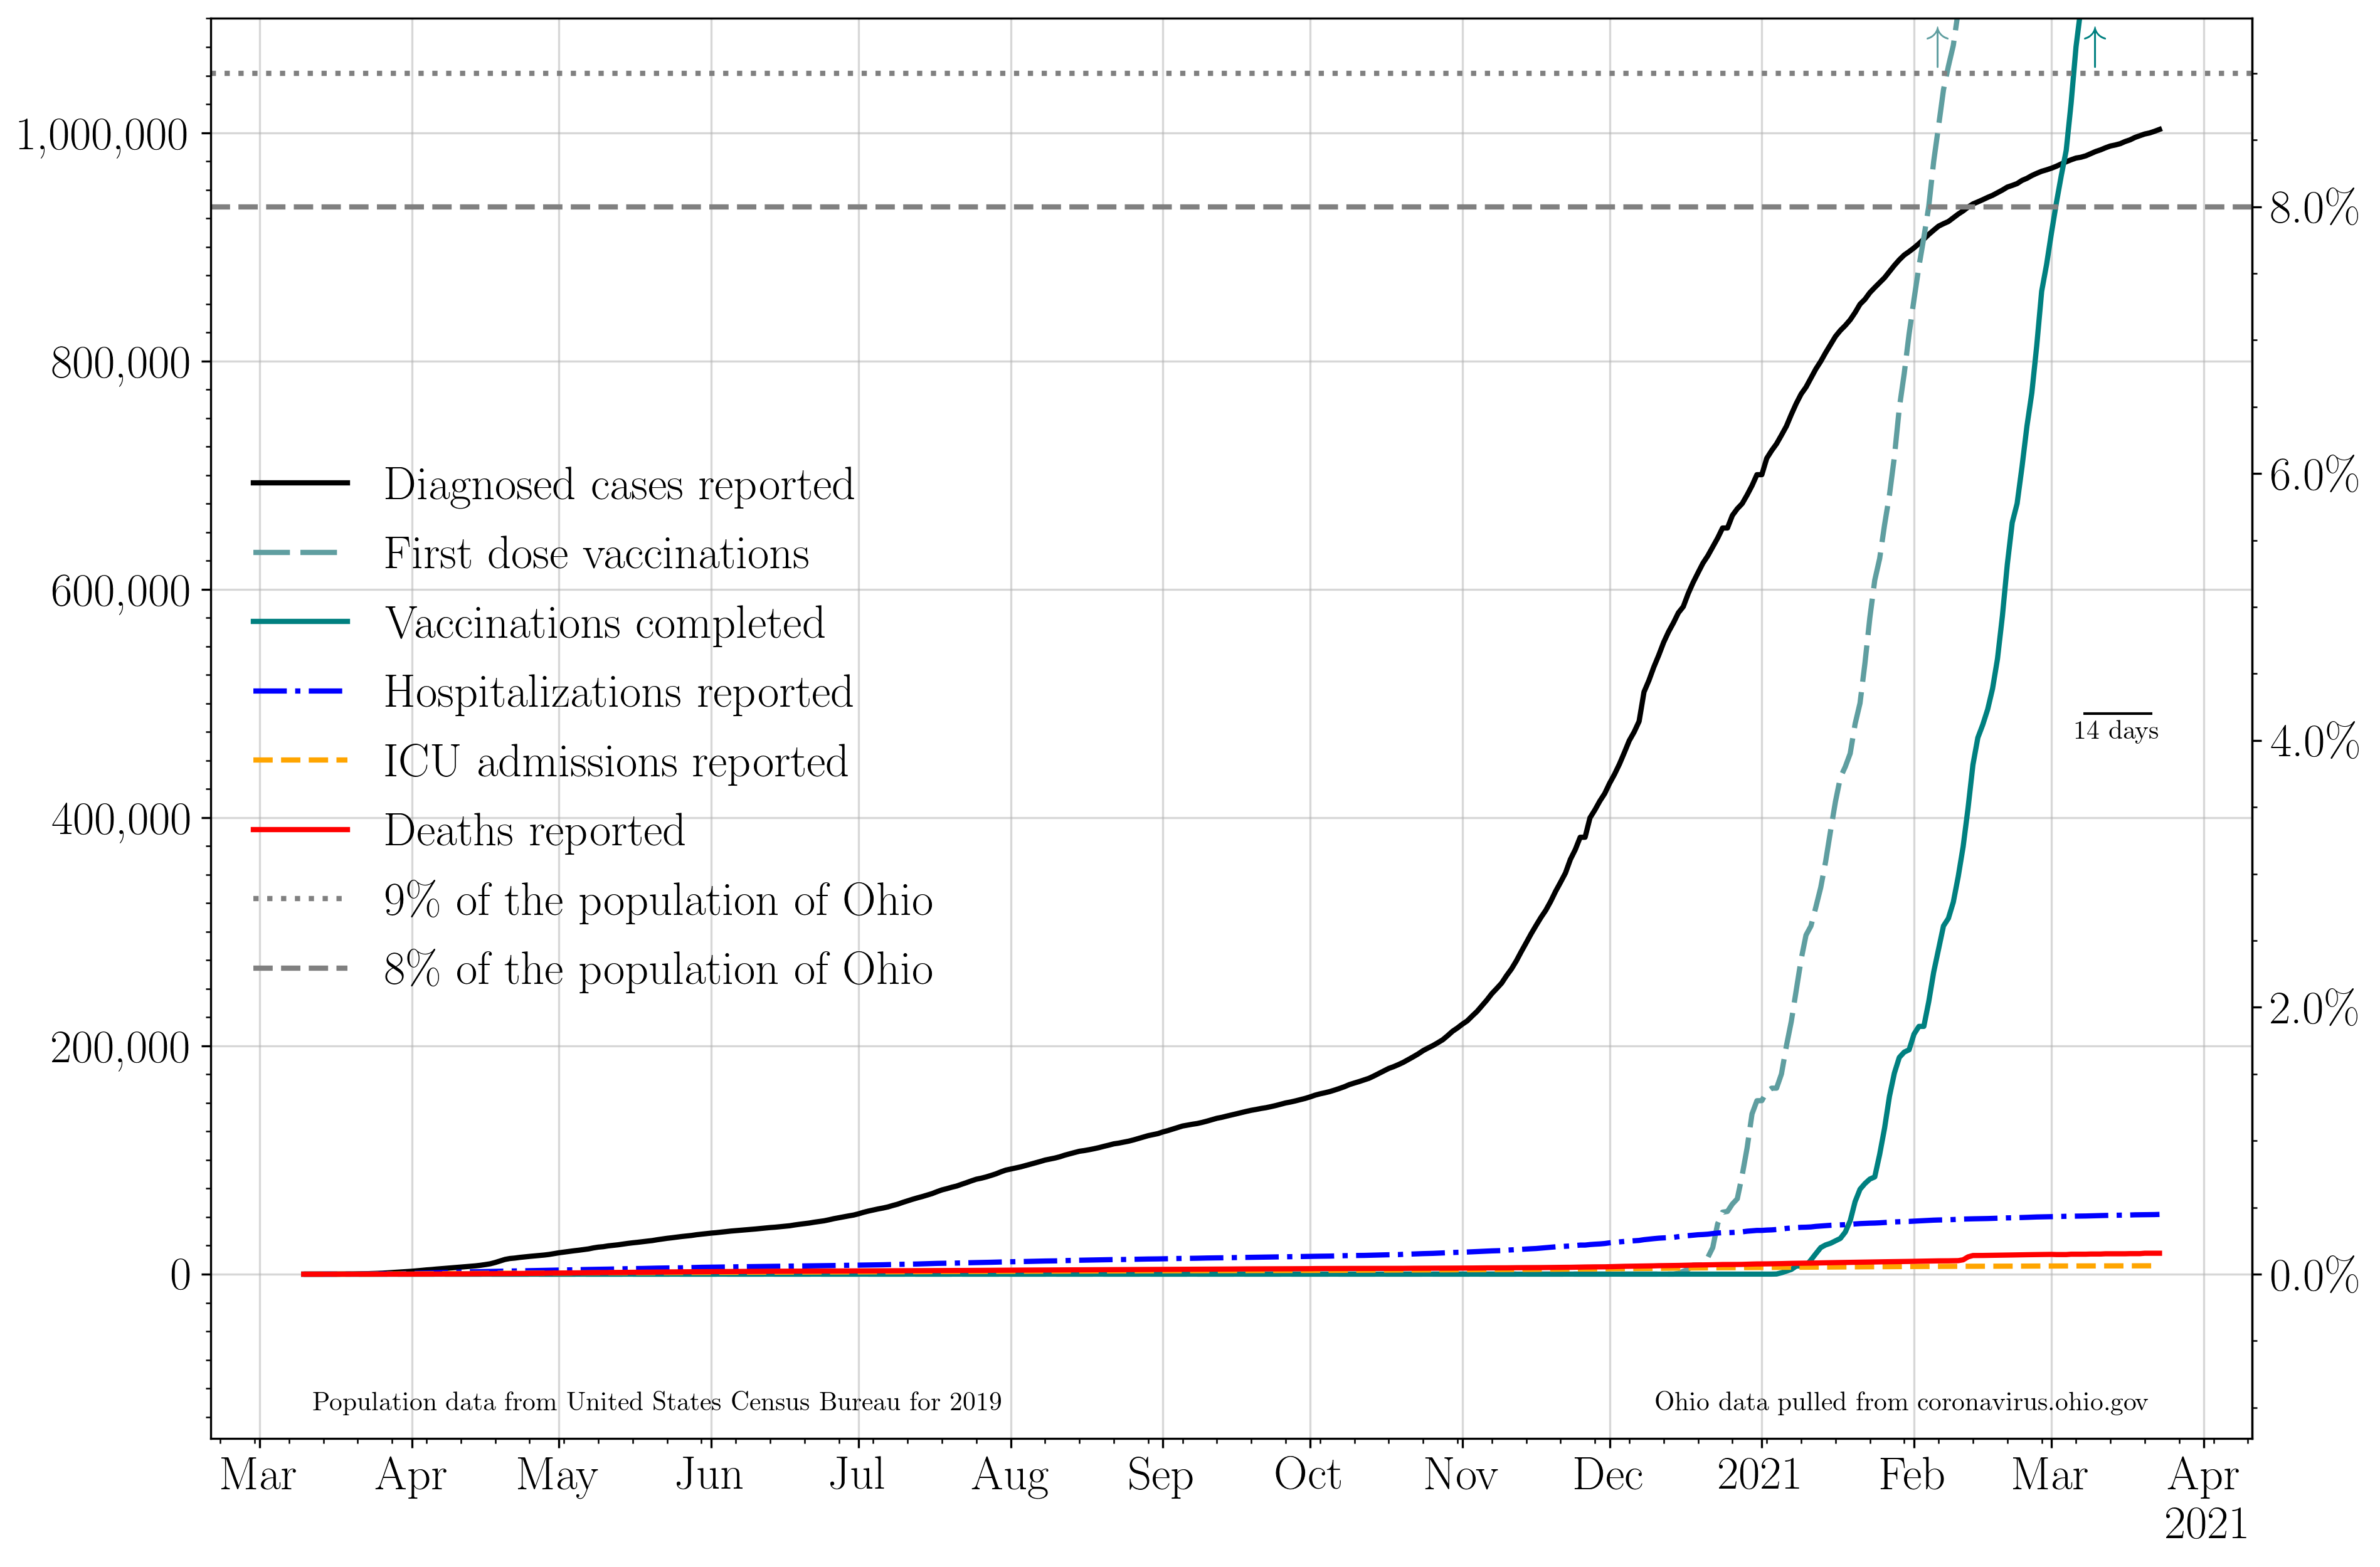 1,000,000
800,000
600,000
400,000
200,000
0
8.0%
6.0%
4.0%
2.0%
0.0%
Diagnosed cases reported
First dose vaccinations
Vaccinations completed
Hospitalizations reported
ICU admissions reported
Deaths reported
9% of the population of Ohio
8% of the population of Ohio
14 days
Population data from United States Census Bureau for 2019
Ohio data pulled from coronavirus.ohio.gov
Mar Apr May Jun Jul Aug Sep Oct Nov Dec 2021 Feb Mar Apr
2021